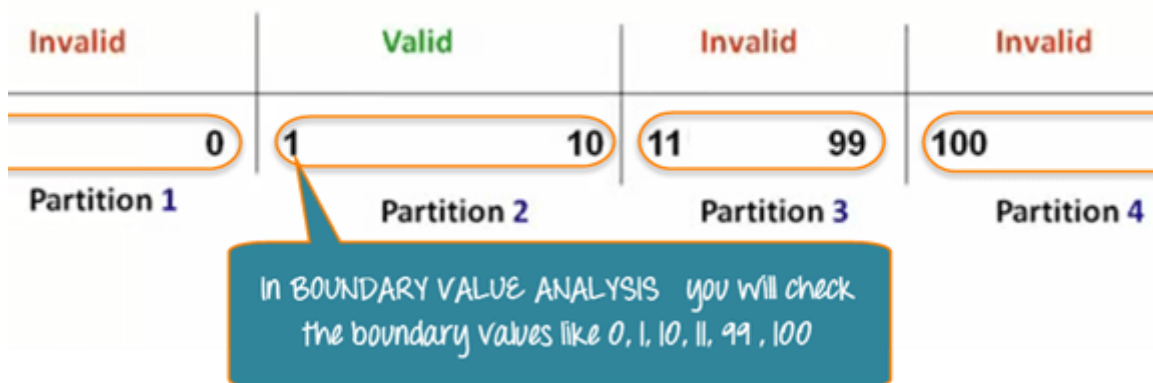 Invalid Valid Invalid Invalid
0 1 10 11 99 100
Partition 1 Partition 2 Partition 3 Partition 4
In BOUNDARY VALUE ANALYSIS you will check
the boundary values like 0, 1, 10, 11, 99 , 100